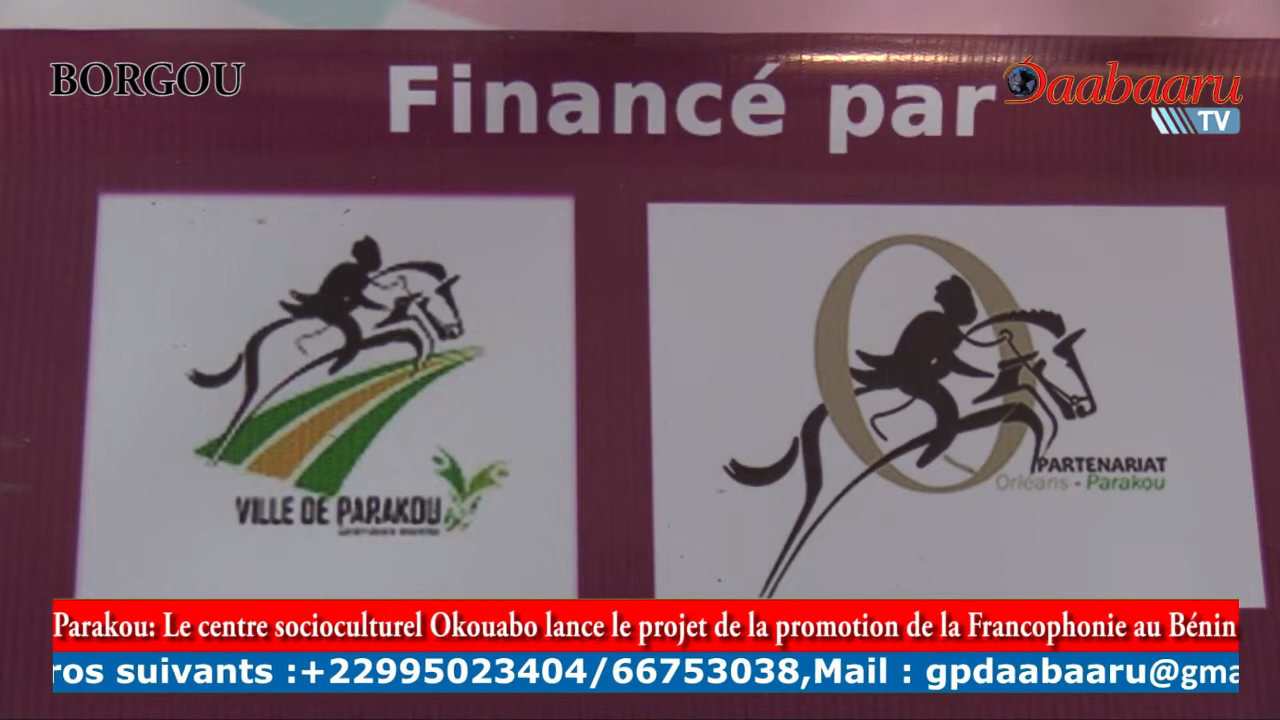 BORGOU
Financé par
Daabaaru
TV
VILLE DE PARAKOU
PARTENARIAT
Orléans - Parakou
Parakou: Le centre socioculturel Okouabo lance le projet de la promotion de la Francophonie au Bénin
ros suivants :+22995023404/66753038,Mail : gpdaabaaru@gma